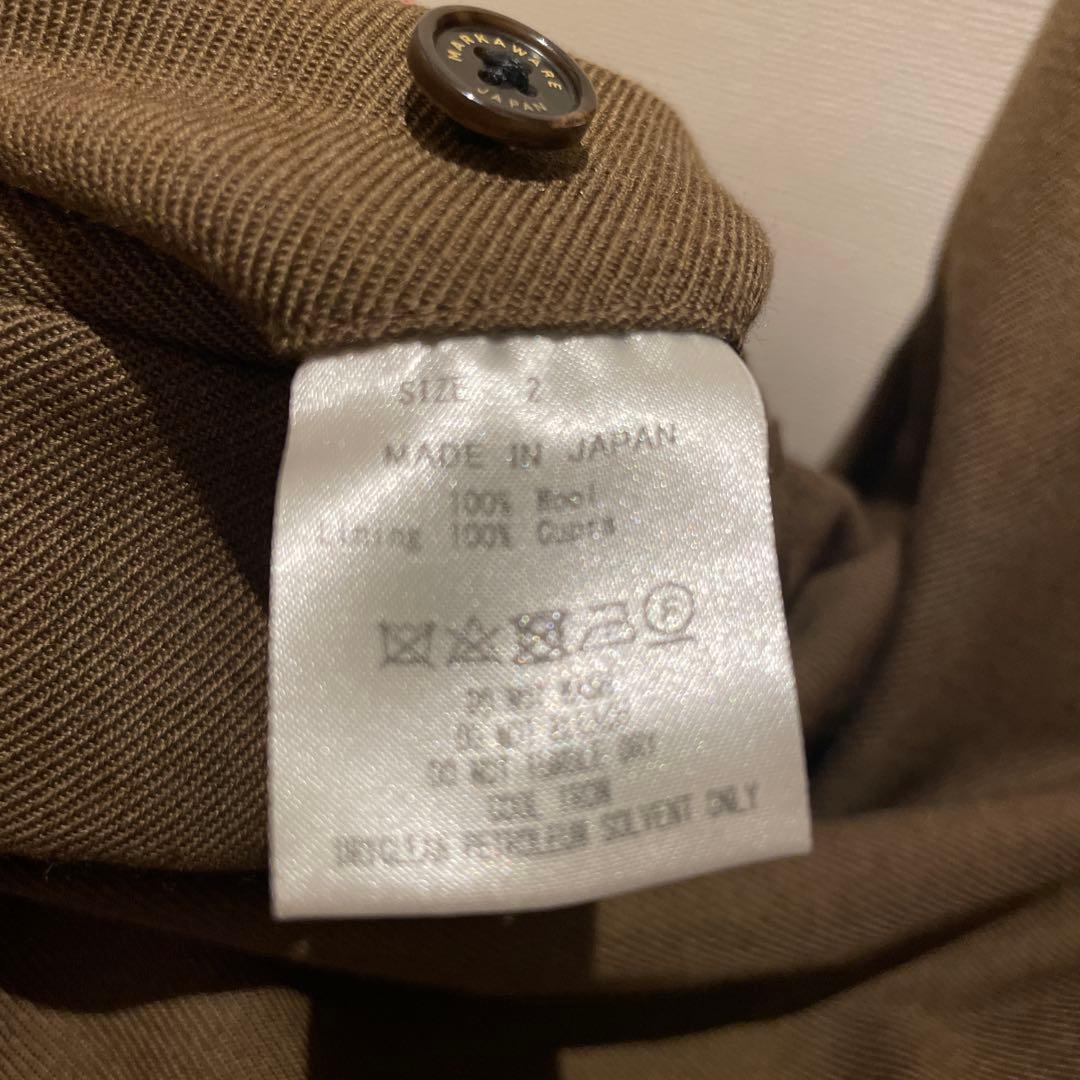 MARKAWARE
JAPAN
SIZE 2
MADE IN JAPAN
100% Wool
Lining 100% Cupra
F
DO NOT WASH
DO NOT BLEACH
DO NOT TUMBLE DRY
COOL IRON
DRYCLEAN PETROLEUM SOLVENT ONLY